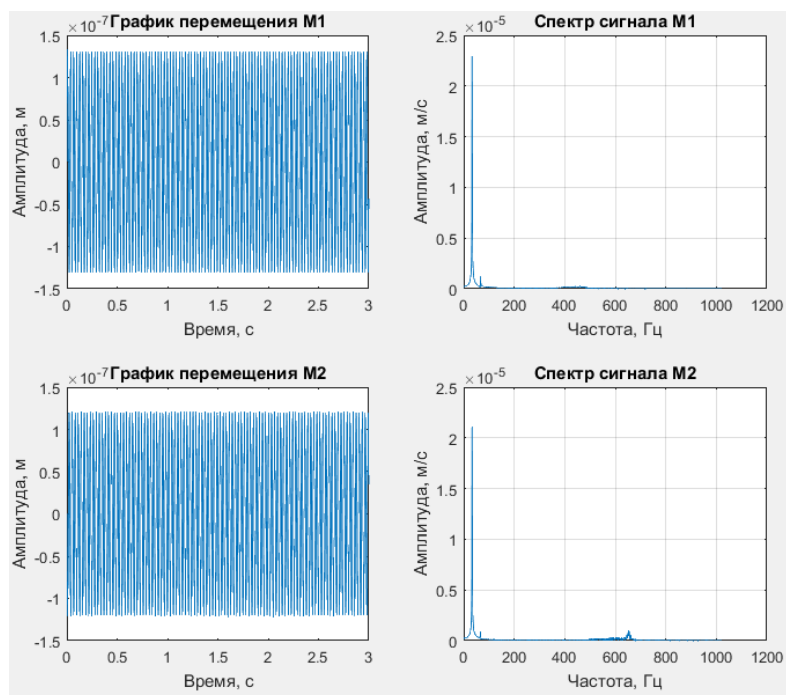 ×10⁻⁷ График перемещения М1
1.5
1
0.5
0
-0.5
-1
-1.5
Амплитуда, м
0 0.5 1 1.5 2 2.5 3
Время, с
×10⁻⁵ Спектр сигнала М1
2.5
2
1.5
1
0.5
0
Амплитуда, м/с
0 200 400 600 800 1000 1200
Частота, Гц
×10⁻⁷ График перемещения М2
1.5
1
0.5
0
-0.5
-1
-1.5
Амплитуда, м
0 0.5 1 1.5 2 2.5 3
Время, с
×10⁻⁵ Спектр сигнала М2
2.5
2
1.5
1
0.5
0
Амплитуда, м/с
0 200 400 600 800 1000 1200
Частота, Гц